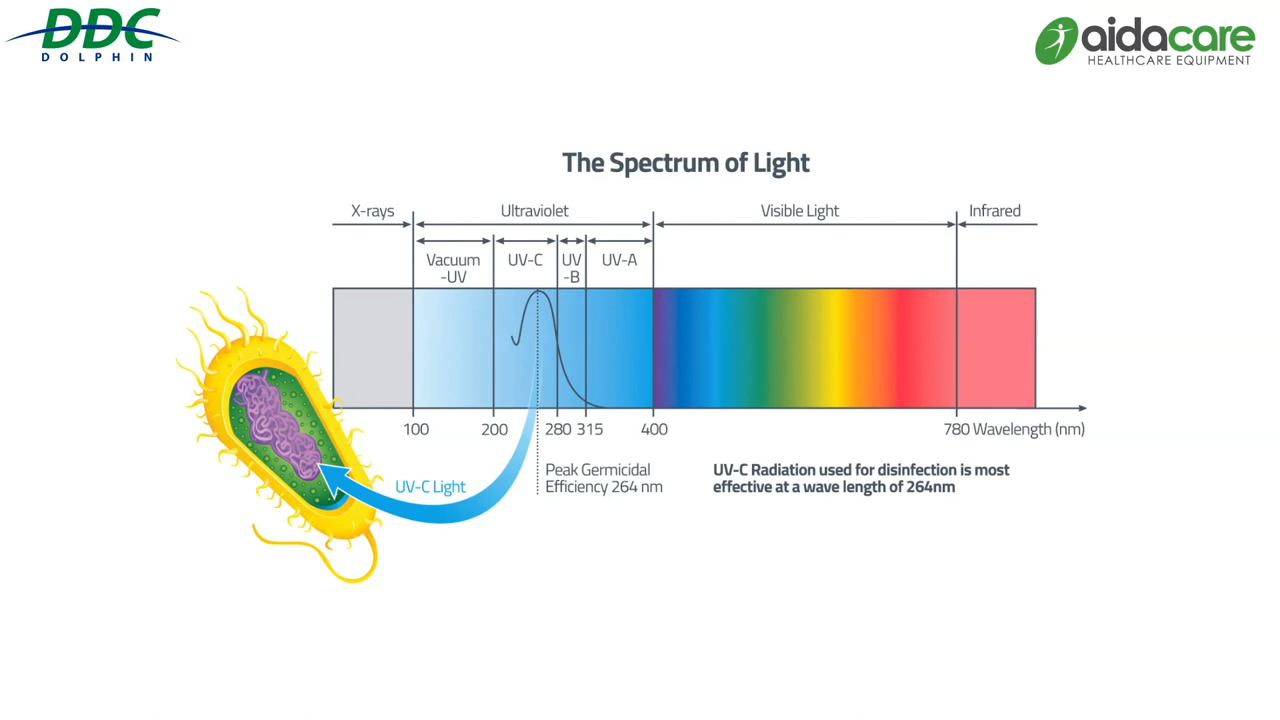 DDC
DOLPHIN
aidacare
HEALTHCARE EQUIPMENT
The Spectrum of Light
X-rays
Ultraviolet
Visible Light
Infrared
Vacuum
-UV
UV-C
UV
-B
UV-A
100
200
280
315
400
780
Wavelength (nm)
UV-C Light
Peak Germicidal
Efficiency 264 nm
UV-C Radiation used for disinfection is most
effective at a wave length of 264nm